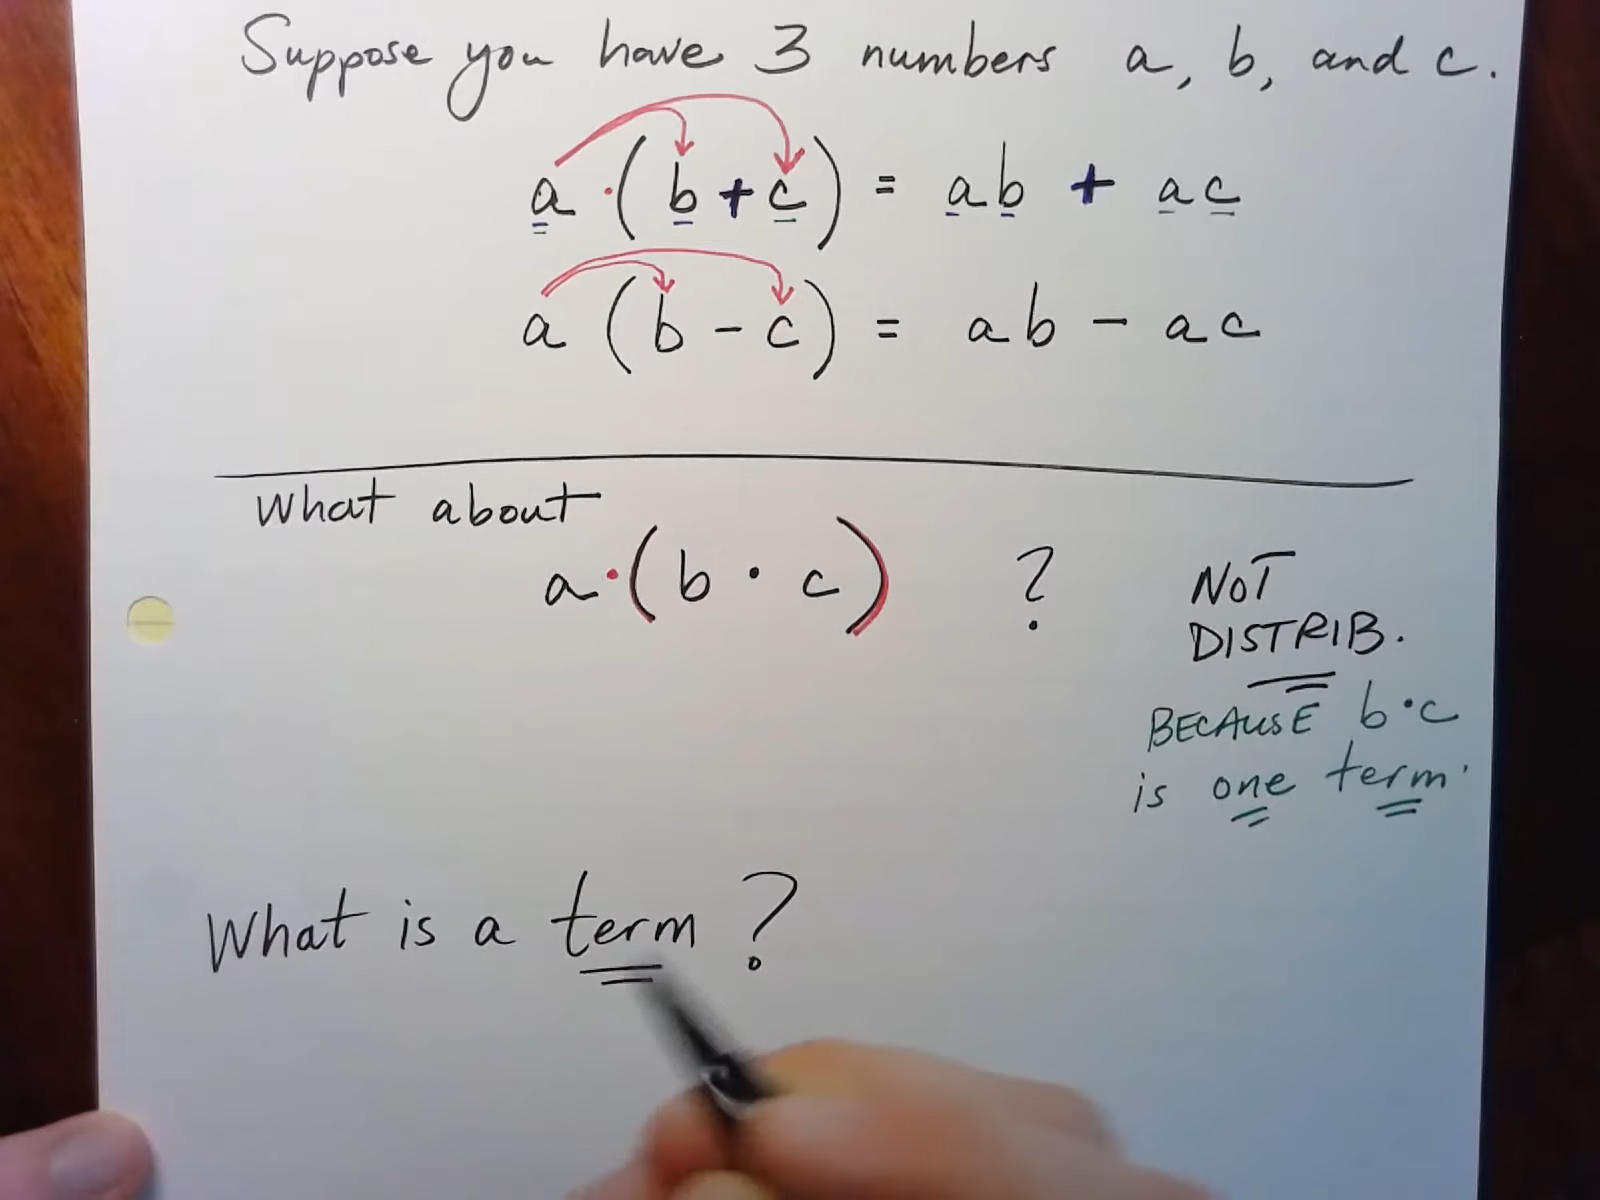 Suppose you have 3 numbers a, b, and c.
a · (b + c) = ab + ac
a (b - c) = ab - ac
What about
a · (b · c) ?
NOT
DISTRIB.
BECAUSE b · c
is one term.
What is a term ?